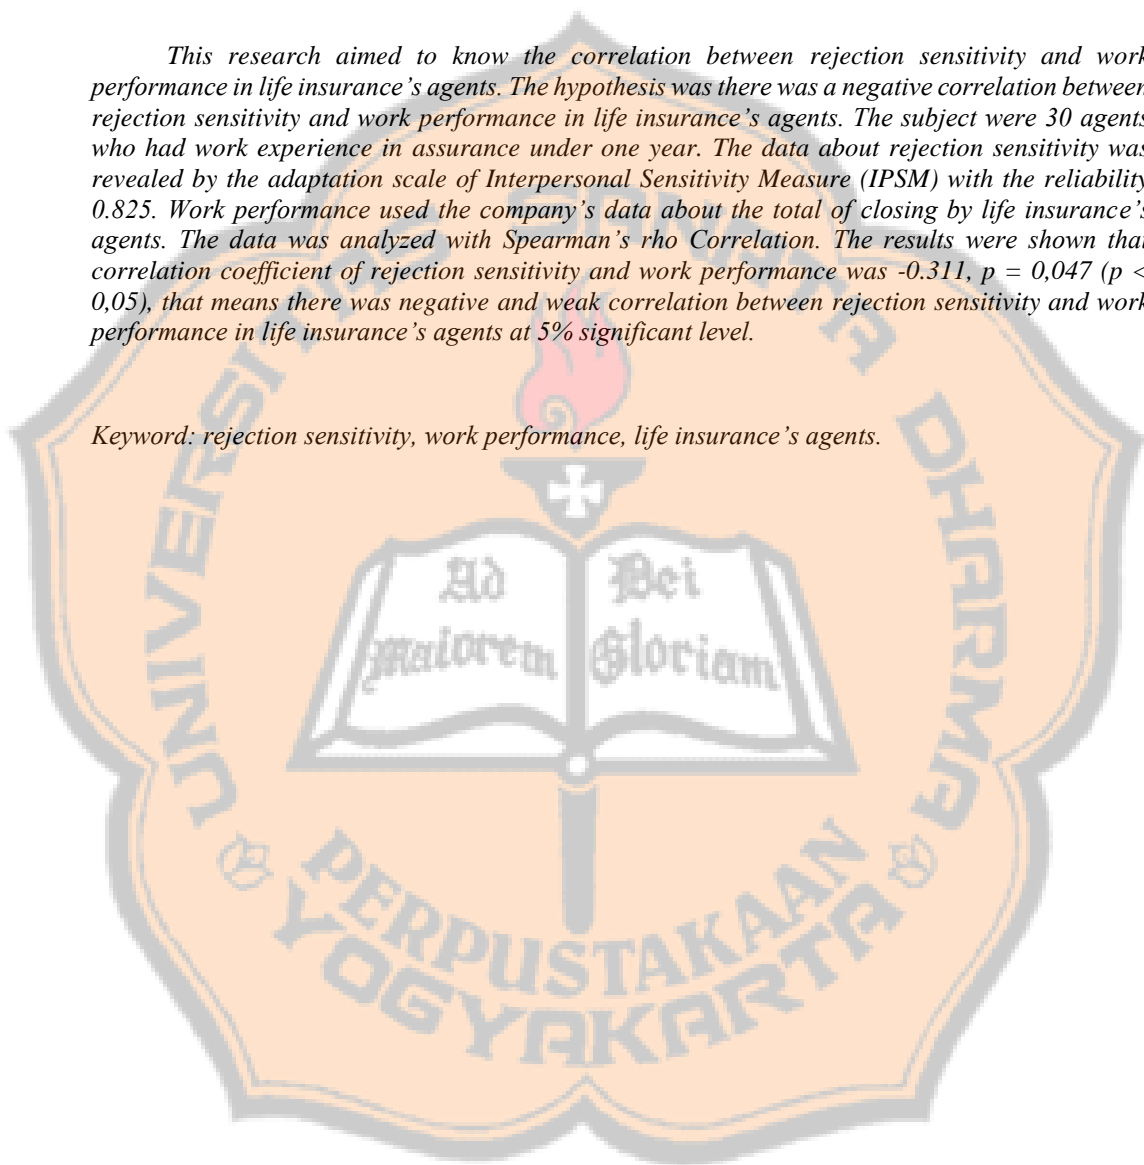 This research aimed to know the correlation between rejection sensitivity and work
performance in life insurance’s agents. The hypothesis was there was a negative correlation between
rejection sensitivity and work performance in life insurance’s agents. The subject were 30 agents
who had work experience in assurance under one year. The data about rejection sensitivity was
revealed by the adaptation scale of Interpersonal Sensitivity Measure (IPSM) with the reliability
0.825. Work performance used the company’s data about the total of closing by life insurance’s
agents. The data was analyzed with Spearman’s rho Correlation. The results were shown that
correlation coefficient of rejection sensitivity and work performance was -0.311, p = 0,047 (p <
0,05), that means there was negative and weak correlation between rejection sensitivity and work
performance in life insurance’s agents at 5% significant level.
Keyword: rejection sensitivity, work performance, life insurance’s agents.
UNIVERSITAS SANATA DHARMA
Ad Dei
Maiorem Gloriam
PERPUSTAKAAN
YOGYAKARTA